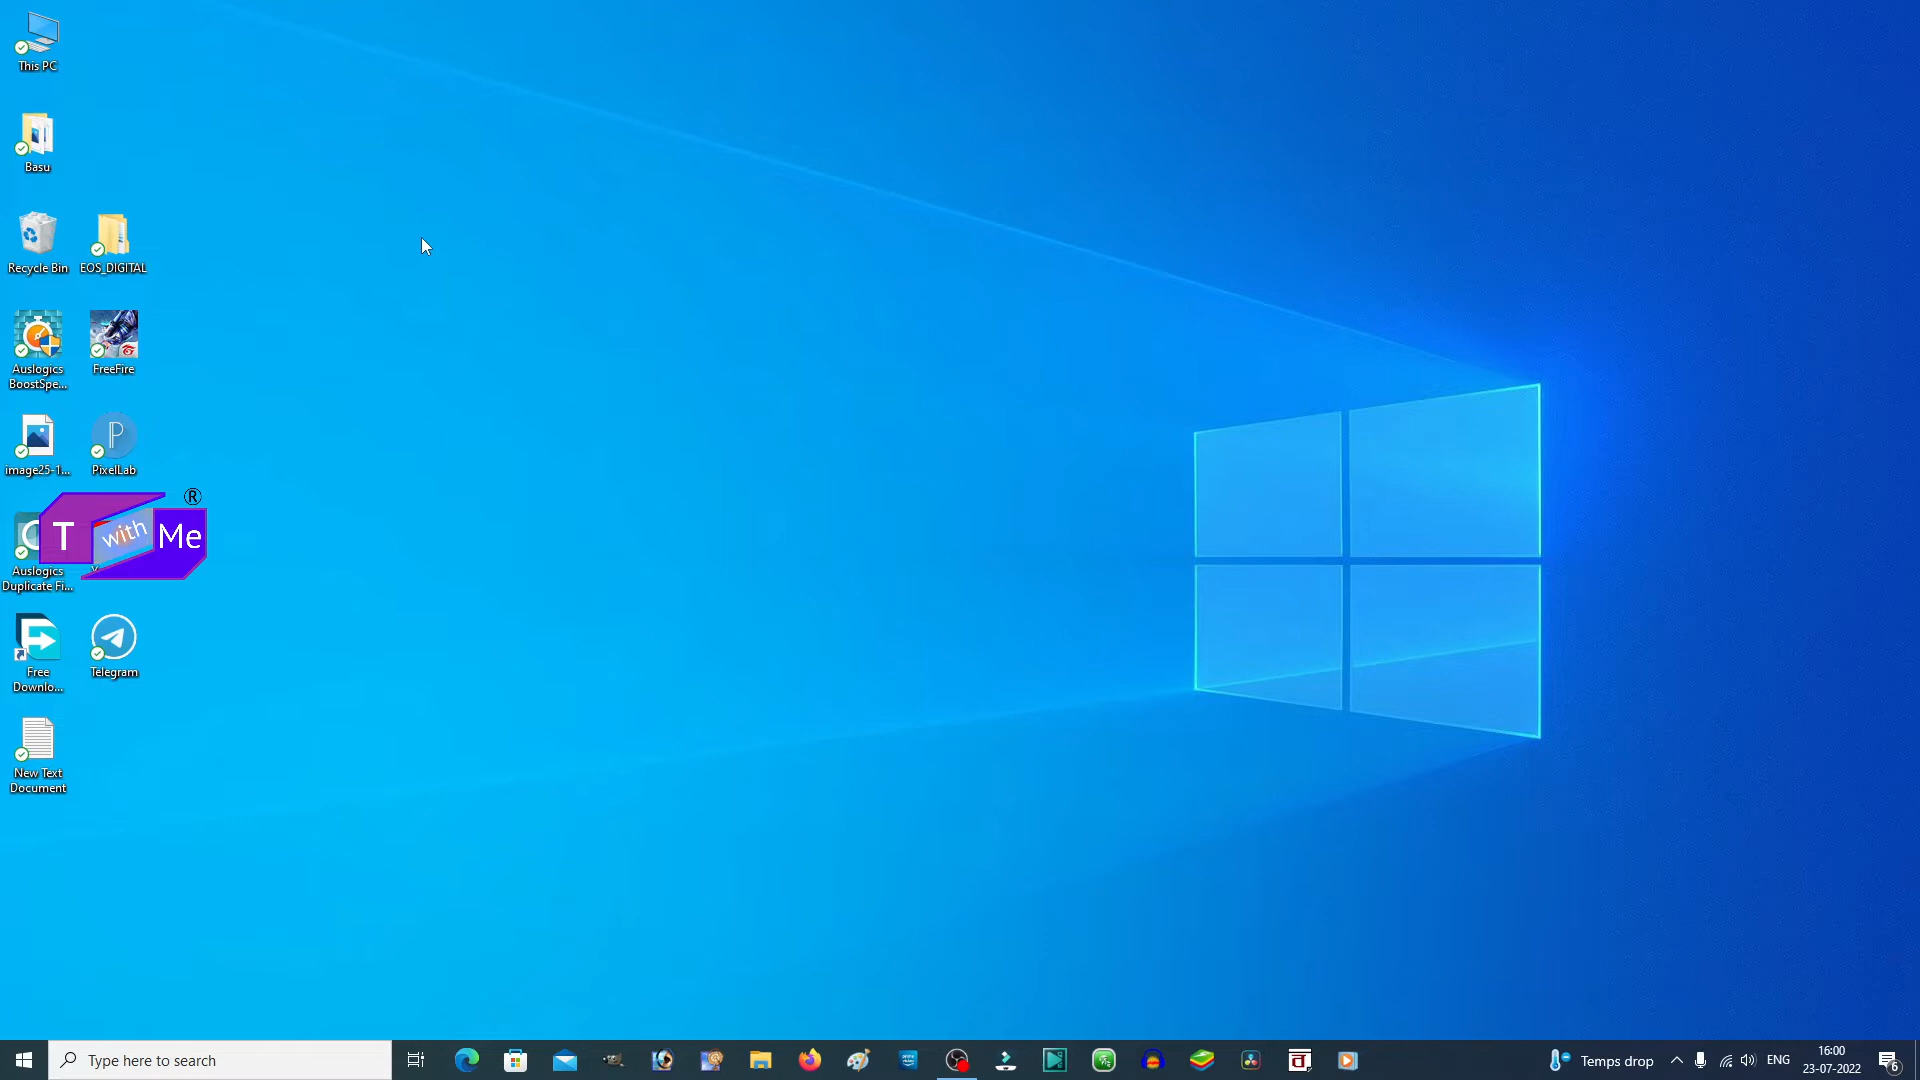 This PC
Basu
Recycle Bin
EOS_DIGITAL
Auslogics
BoostSpe...
FreeFire
image25-1...
P
PixelLab
T with Me ®
Auslogics
Duplicate Fi...
Free
Downlo...
Telegram
New Text
Document
Type here to search
Temps drop
ENG
16:00
23-07-2022
6